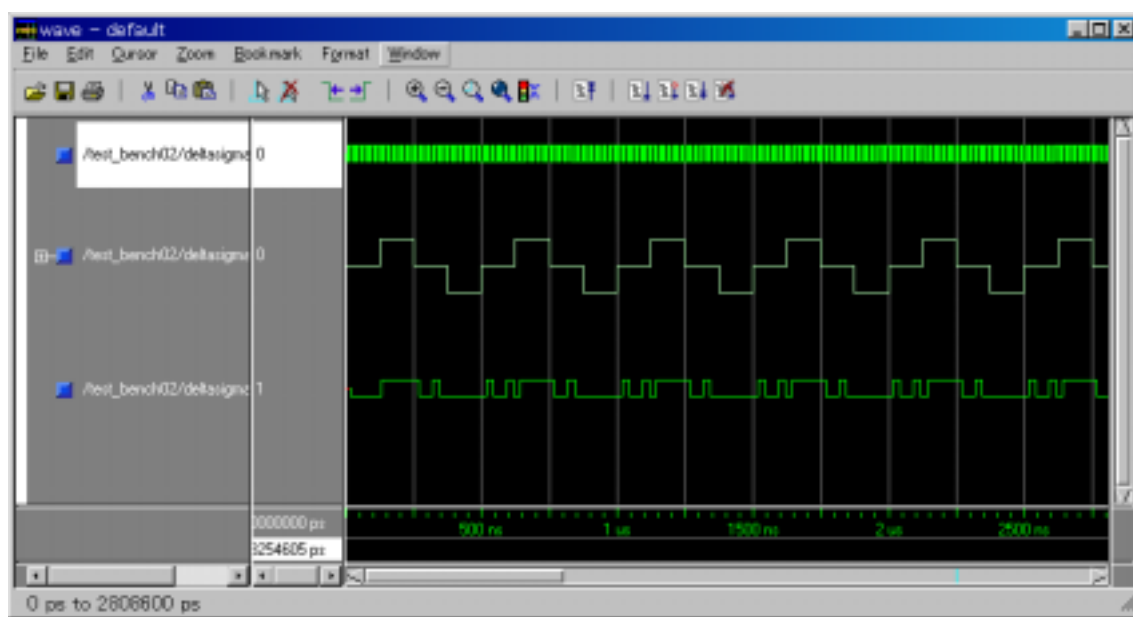 wave - default
File Edit Cursor Zoom Bookmark Format Window
/test_bench02/deltasigma 0
/test_bench02/deltasigma 0
/test_bench02/deltasigma 1
0000000 ps
500 ns 1 us 1500 ns 2 us 2500 ns
3254605 ps
0 ps to 2808600 ps